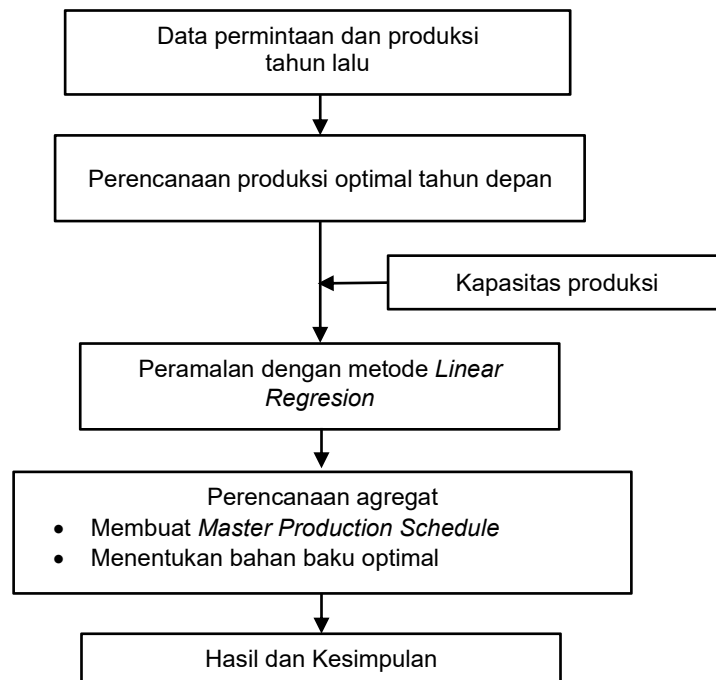 Data permintaan dan produksi
tahun lalu
Perencanaan produksi optimal tahun depan
Kapasitas produksi
Peramalan dengan metode Linear
Regresion
Perencanaan agregat
• Membuat Master Production Schedule
• Menentukan bahan baku optimal
Hasil dan Kesimpulan